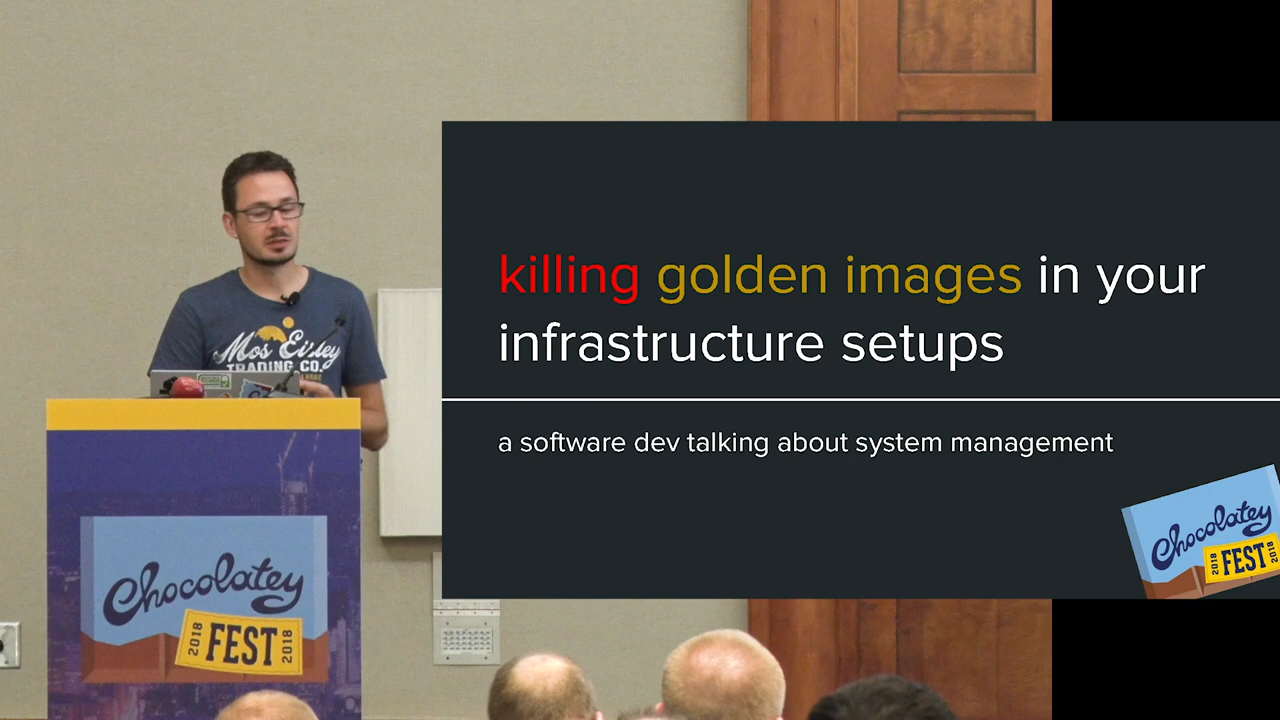 killing golden images in your
infrastructure setups
a software dev talking about system management
Chocolatey
2018 FEST 2018
Mos Eisley
TRADING CO.
Chocolatey
2018 FEST 2018